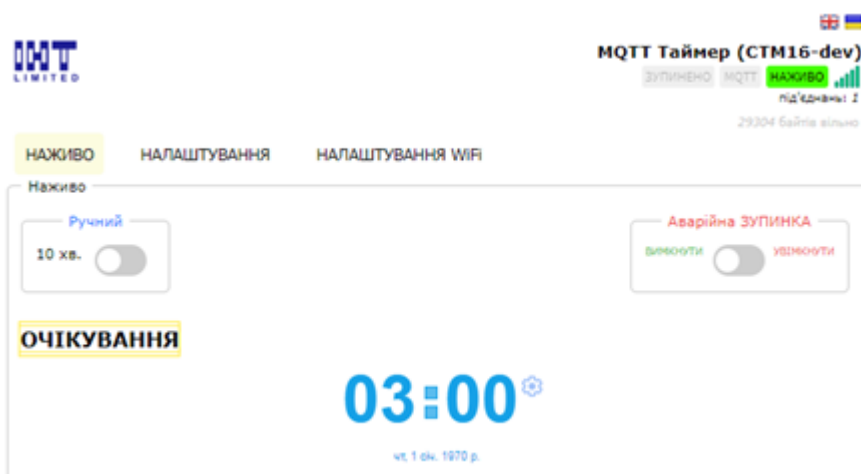 ІНТ
LIMITED
MQTT Таймер (CTM16-dev)
ЗУПИНЕНО MQTT НАЖИВО
під'єднань: 1
29304 байтів вільно
НАЖИВО НАЛАШТУВАННЯ НАЛАШТУВАННЯ WiFi
Наживо
Ручний
10 хв.
Аварійна ЗУПИНКА
вимкнути увімкнути
ОЧІКУВАННЯ
03:00
чт, 1 січ. 1970 р.